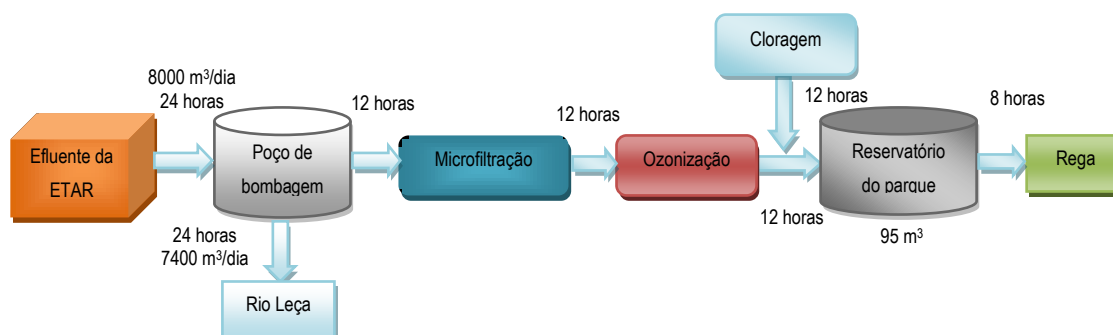 Cloragem
8000 m³/dia
24 horas
12 horas
12 horas
12 horas
8 horas
Efluente da
ETAR
Poço de
bombagem
Microfiltração
Ozonização
Reservatório
do parque
Rega
12 horas
95 m³
24 horas
7400 m³/dia
Rio Leça